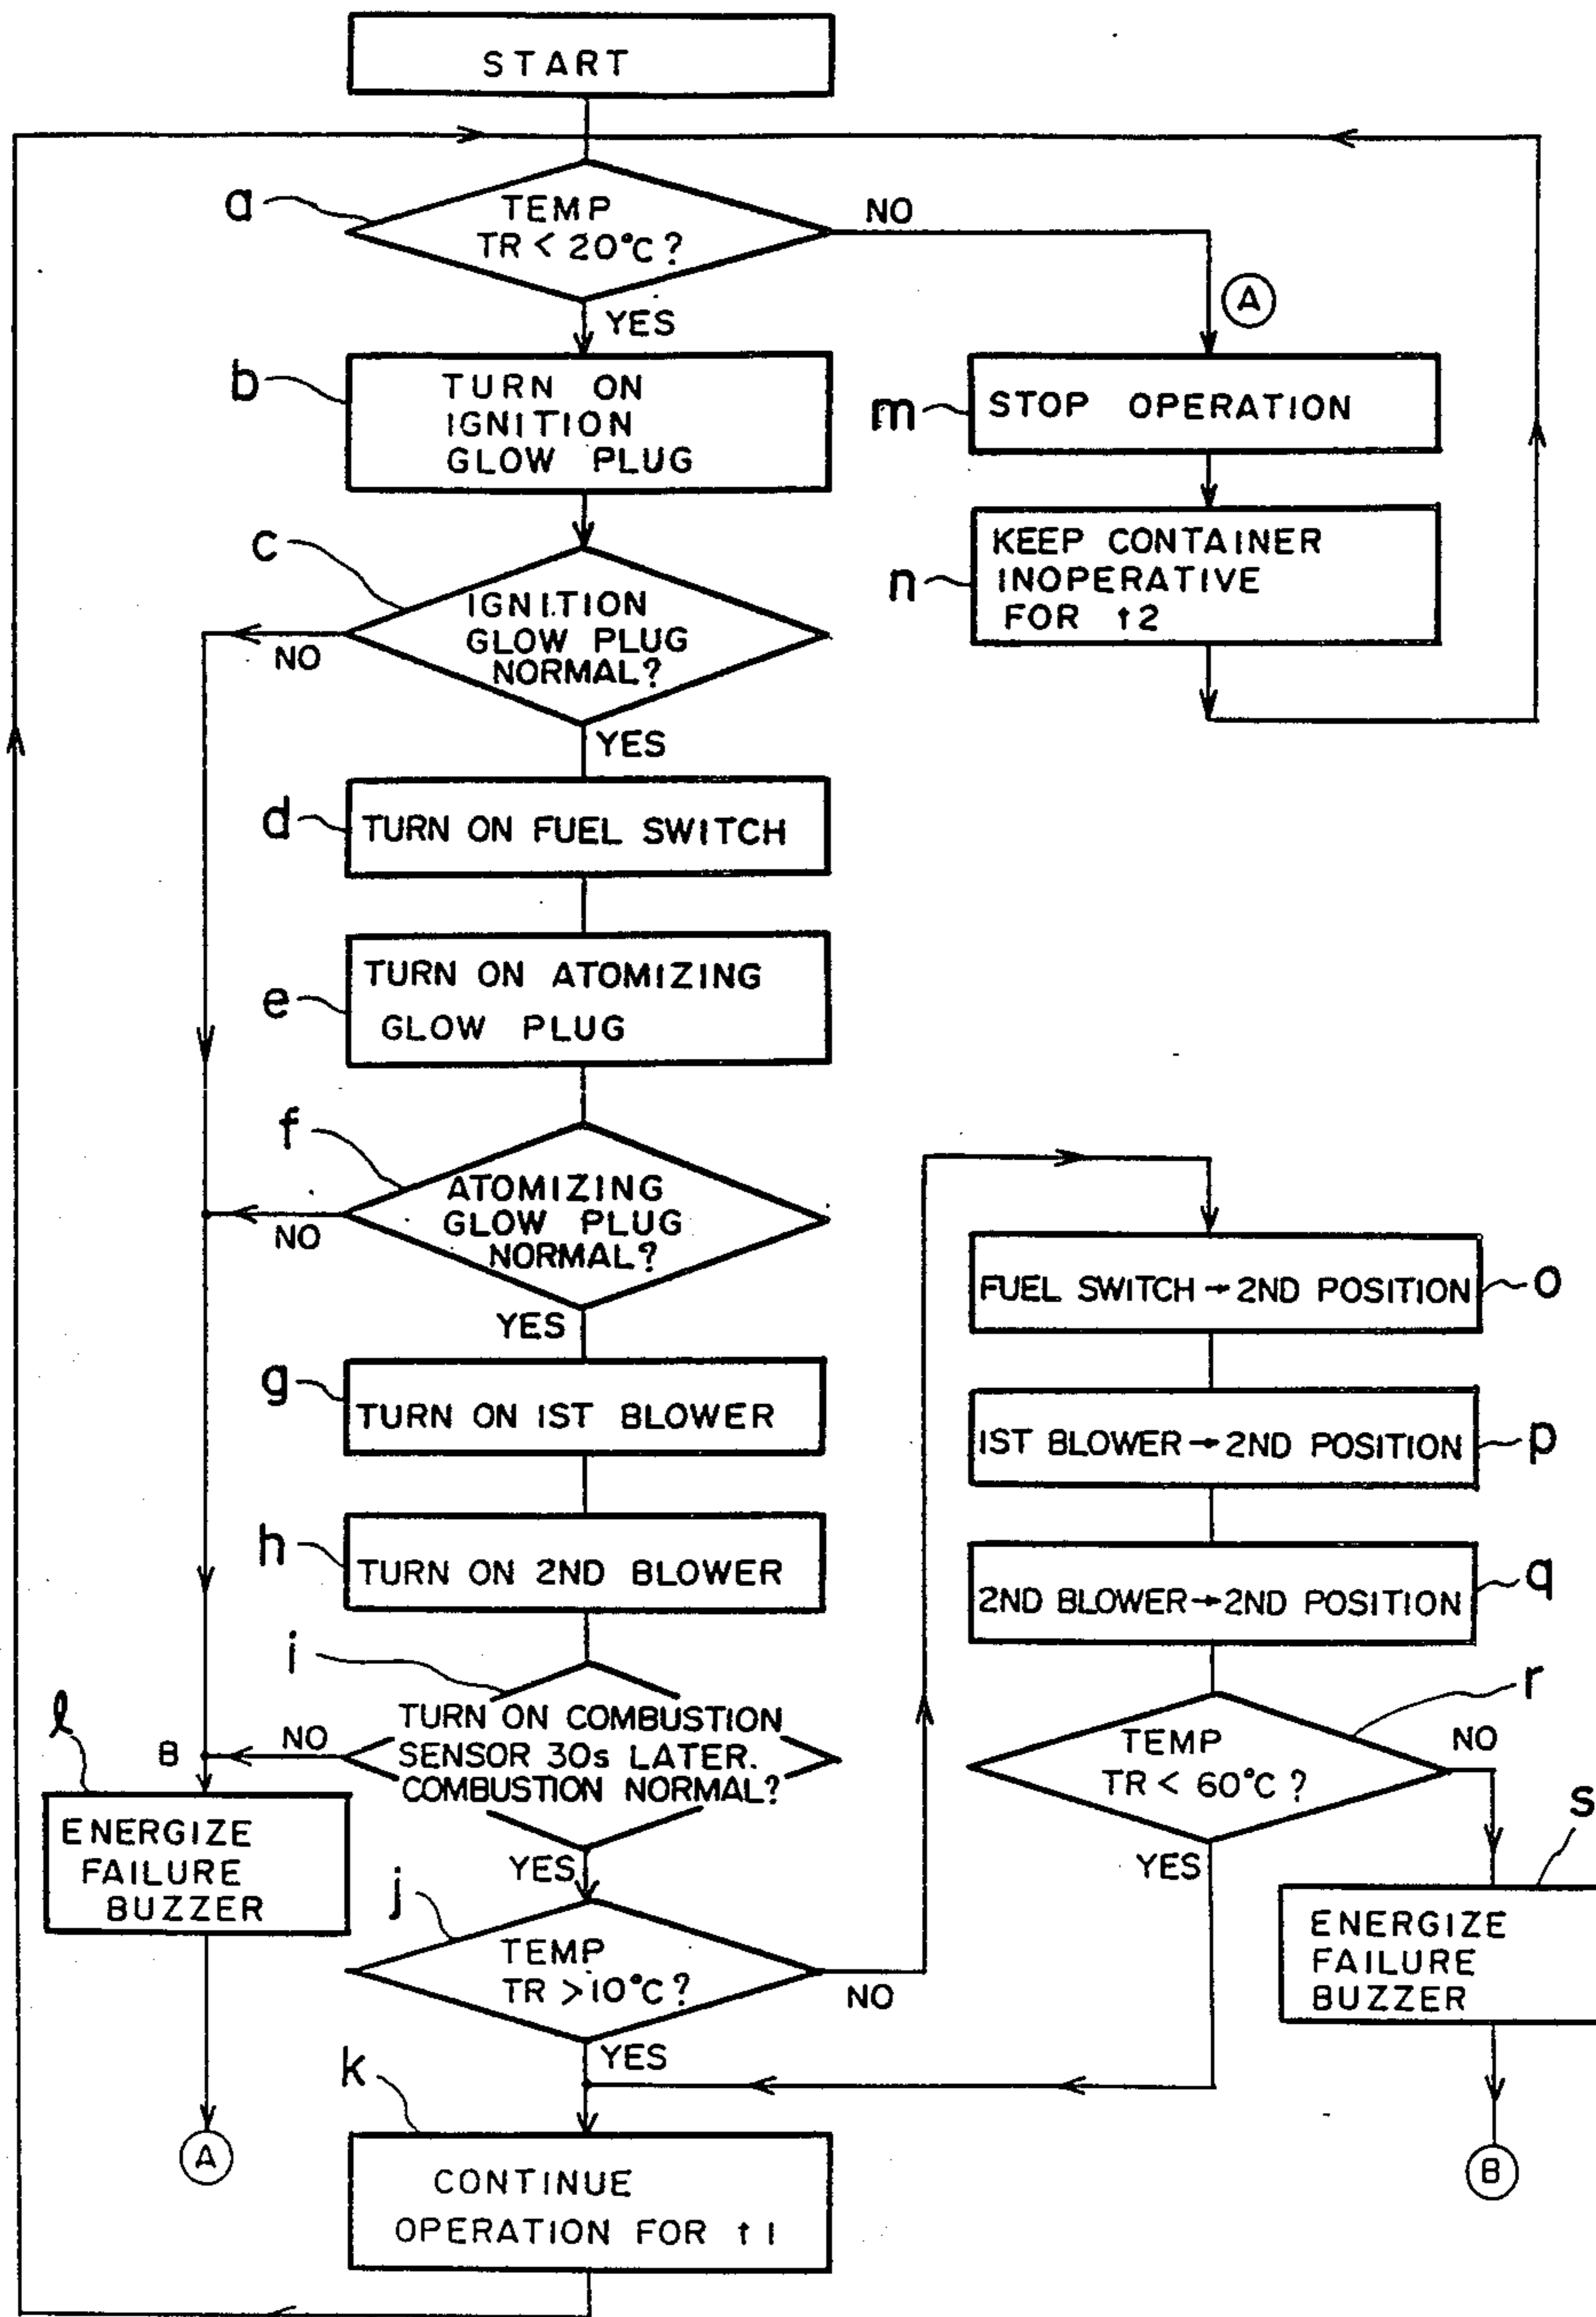 START
a
TEMP
TR < 20°C?
NO
A
YES
b
TURN ON
IGNITION
GLOW PLUG
m
STOP OPERATION
c
IGNITION
GLOW PLUG
NORMAL?
NO
n
KEEP CONTAINER
INOPERATIVE
FOR t2
YES
d
TURN ON FUEL SWITCH
e
TURN ON ATOMIZING
GLOW PLUG
f
ATOMIZING
GLOW PLUG
NORMAL?
NO
YES
g
TURN ON 1ST BLOWER
h
TURN ON 2ND BLOWER
i
TURN ON COMBUSTION
SENSOR 30s LATER.
COMBUSTION NORMAL?
NO
B
l
ENERGIZE
FAILURE
BUZZER
A
YES
j
TEMP
TR >10°C?
NO
YES
k
CONTINUE
OPERATION FOR t1
FUEL SWITCH→2ND POSITION
o
1ST BLOWER→2ND POSITION
p
2ND BLOWER→2ND POSITION
q
r
TEMP
TR < 60°C?
NO
YES
s
ENERGIZE
FAILURE
BUZZER
B